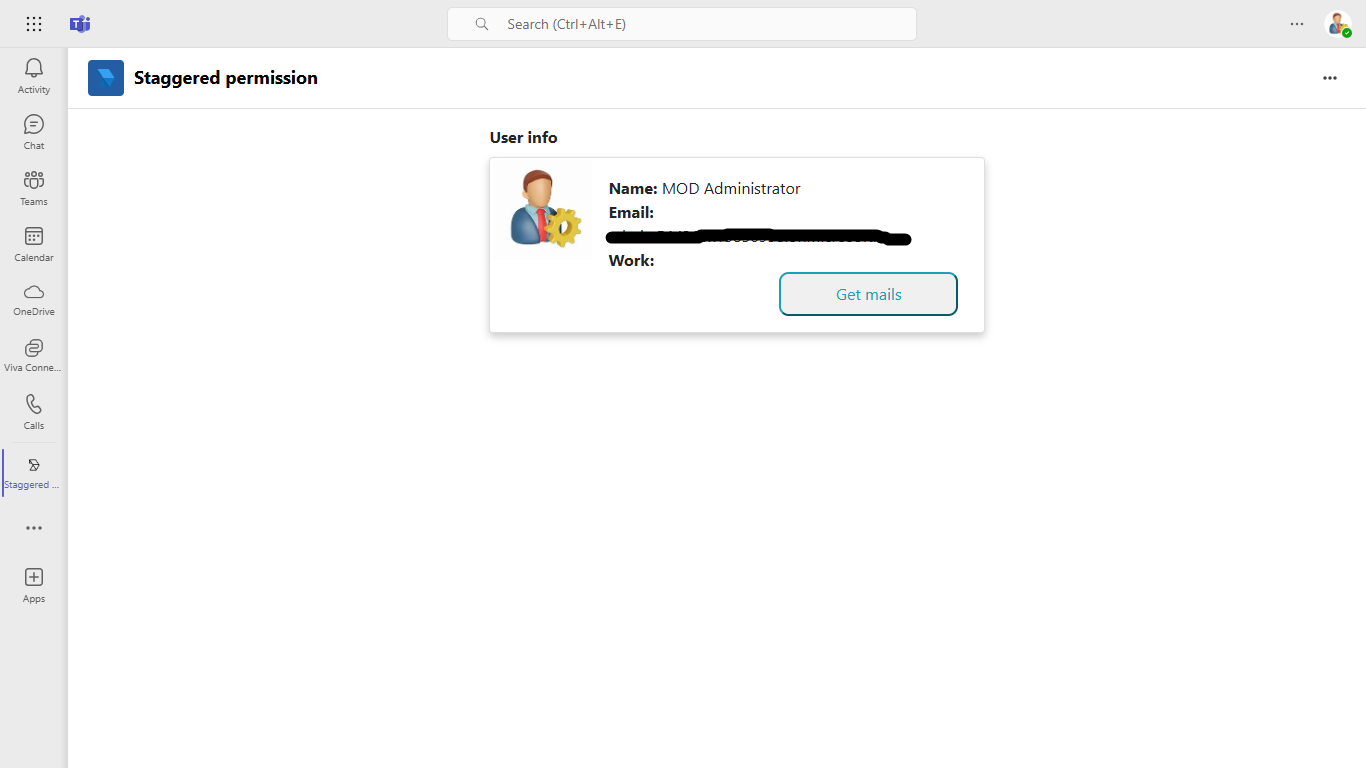 Search (Ctrl+Alt+E)
Activity
Chat
Teams
Calendar
OneDrive
Viva Conne...
Calls
Staggered ...
Apps
Staggered permission
User info
Name: MOD Administrator
Email:
Work:
Get mails